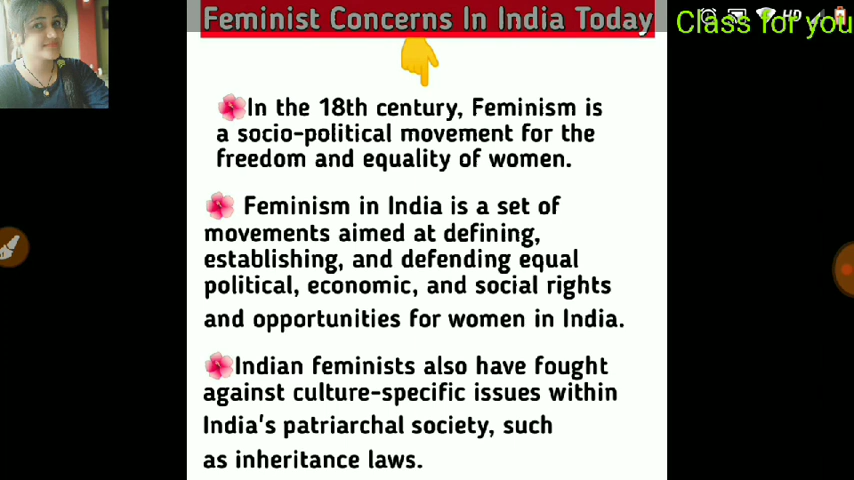 Feminist Concerns In India Today
Class for you
HD
In the 18th century, Feminism is
a socio-political movement for the
freedom and equality of women.
Feminism in India is a set of
movements aimed at defining,
establishing, and defending equal
political, economic, and social rights
and opportunities for women in India.
Indian feminists also have fought
against culture-specific issues within
India's patriarchal society, such
as inheritance laws.